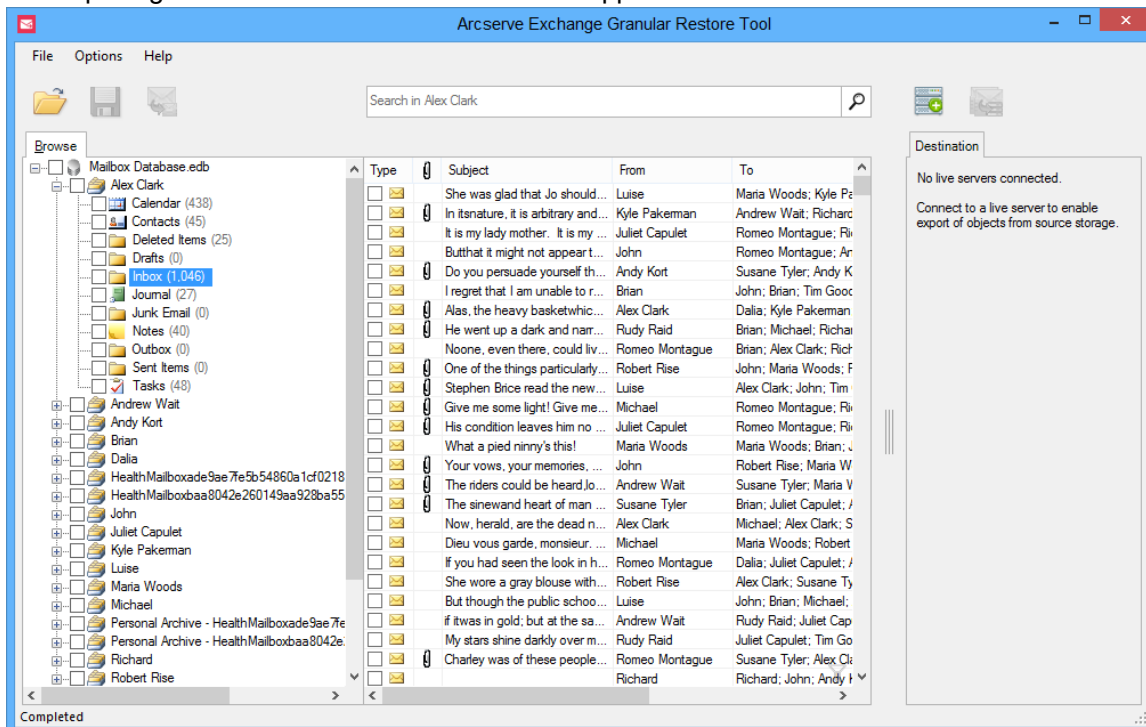 Arcserve Exchange Granular Restore Tool
File Options Help
Search in Alex Clark
Browse
Destination
Mailbox Database.edb
Alex Clark
Calendar (438)
Contacts (45)
Deleted Items (25)
Drafts (0)
Inbox (1,046)
Journal (27)
Junk Email (0)
Notes (40)
Outbox (0)
Sent Items (0)
Tasks (48)
Andrew Wait
Andy Kort
Brian
Dalia
HealthMailboxade9ae7fe5b54860a1cf0218
HealthMailboxbaa8042e260149aa928ba55
John
Juliet Capulet
Kyle Pakerman
Luise
Maria Woods
Michael
Personal Archive - HealthMailboxade9ae7fe
Personal Archive - HealthMailboxbaa8042e
Richard
Robert Rise
Type Subject From To
She was glad that Jo should... Luise Maria Woods; Kyle Pa
In itsnature, it is arbitrary and... Kyle Pakerman Andrew Wait; Richard
It is my lady mother. It is my ... Juliet Capulet Romeo Montague; Ri
Butthat it might not appear t... John Romeo Montague; An
Do you persuade yourself th... Andy Kort Susane Tyler; Andy K
I regret that I am unable to r... Brian John; Brian; Tim Good
Alas, the heavy basketwhic... Alex Clark Dalia; Kyle Pakerman
He went up a dark and narr... Rudy Raid Brian; Michael; Richar
Noone, even there, could liv... Romeo Montague Brian; Alex Clark; Rich
One of the things particularly... Robert Rise John; Maria Woods; F
Stephen Brice read the new... Luise Alex Clark; John; Tim
Give me some light! Give me... Michael Romeo Montague; Ri
His condition leaves him no ... Juliet Capulet Romeo Montague; Ri
What a pied ninny's this! Maria Woods Maria Woods; Brian; J
Your vows, your memories, ... John Robert Rise; Maria W
The riders could be heard,lo... Andrew Wait Susane Tyler; Maria V
The sinewand heart of man ... Susane Tyler Brian; Juliet Capulet; A
Now, herald, are the dead n... Alex Clark Michael; Alex Clark; S
Dieu vous garde, monsieur. ... Michael Maria Woods; Robert
If you had seen the look in h... Romeo Montague Dalia; Juliet Capulet; A
She wore a gray blouse with... Robert Rise Alex Clark; Susane Ty
But though the public schoo... Luise John; Brian; Michael;
if itwas in gold; but at the sa... Andrew Wait Rudy Raid; Juliet Cap
My stars shine darkly over m... Rudy Raid Juliet Capulet; Tim Go
Charley was of these people... Romeo Montague Susane Tyler; Alex Cla
Richard Richard; John; Andy K
No live servers connected.
Connect to a live server to enable
export of objects from source storage.
Completed